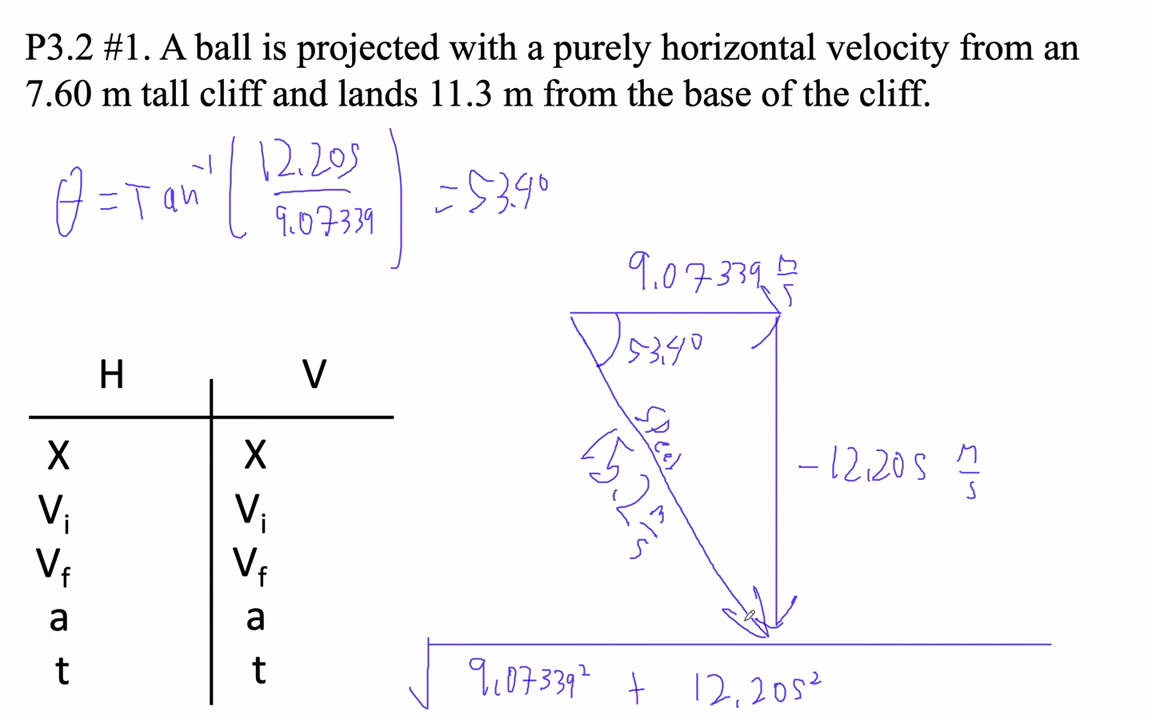 P3.2 #1. A ball is projected with a purely horizontal velocity from an
7.60 m tall cliff and lands 11.3 m from the base of the cliff.
θ = Tan⁻¹ (12.205 / 9.07339) = 53.4°
9.07339 m/s
53.4°
Speed
15.2 m/s
-12.205 m/s
H V
X X
Vi Vi
Vf Vf
a a
t t
√ 9.07339² + 12.205²